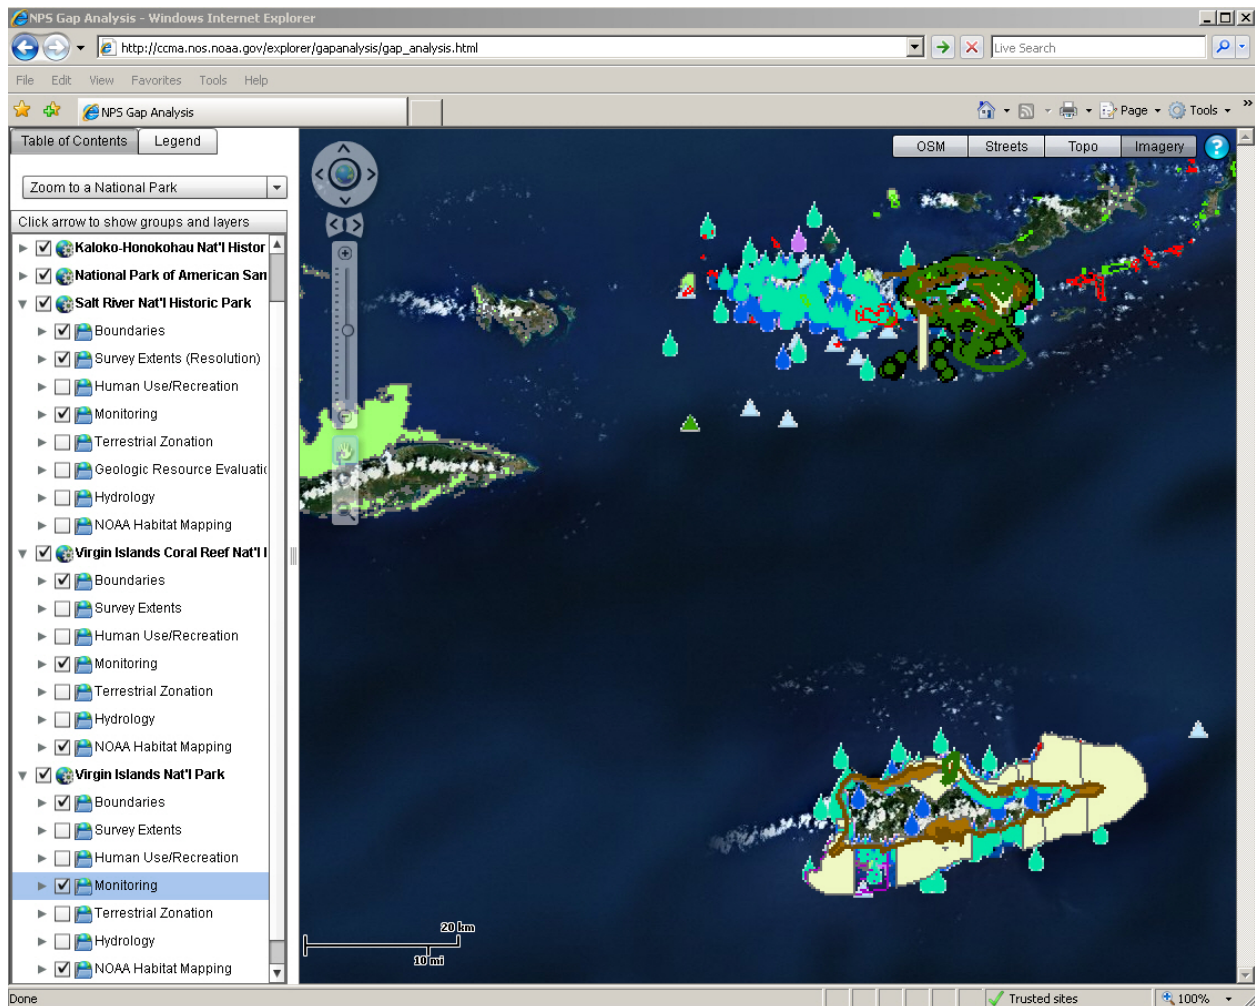 NPS Gap Analysis - Windows Internet Explorer
http://ccma.nos.noaa.gov/explorer/gapanalysis/gap_analysis.html
Live Search
File Edit View Favorites Tools Help
NPS Gap Analysis
Page Tools »
Table of Contents Legend
OSM Streets Topo Imagery ?
Zoom to a National Park
Click arrow to show groups and layers
Kaloko-Honokohau Nat'l Histor
National Park of American San
Salt River Nat'l Historic Park
Boundaries
Survey Extents (Resolution)
Human Use/Recreation
Monitoring
Terrestrial Zonation
Geologic Resource Evaluatic
Hydrology
NOAA Habitat Mapping
Virgin Islands Coral Reef Nat'l I
Boundaries
Survey Extents
Human Use/Recreation
Monitoring
Terrestrial Zonation
Hydrology
NOAA Habitat Mapping
Virgin Islands Nat'l Park
Boundaries
Survey Extents
Human Use/Recreation
Monitoring
Terrestrial Zonation
Hydrology
NOAA Habitat Mapping
20 km
10 mi
Done Trusted sites 100%